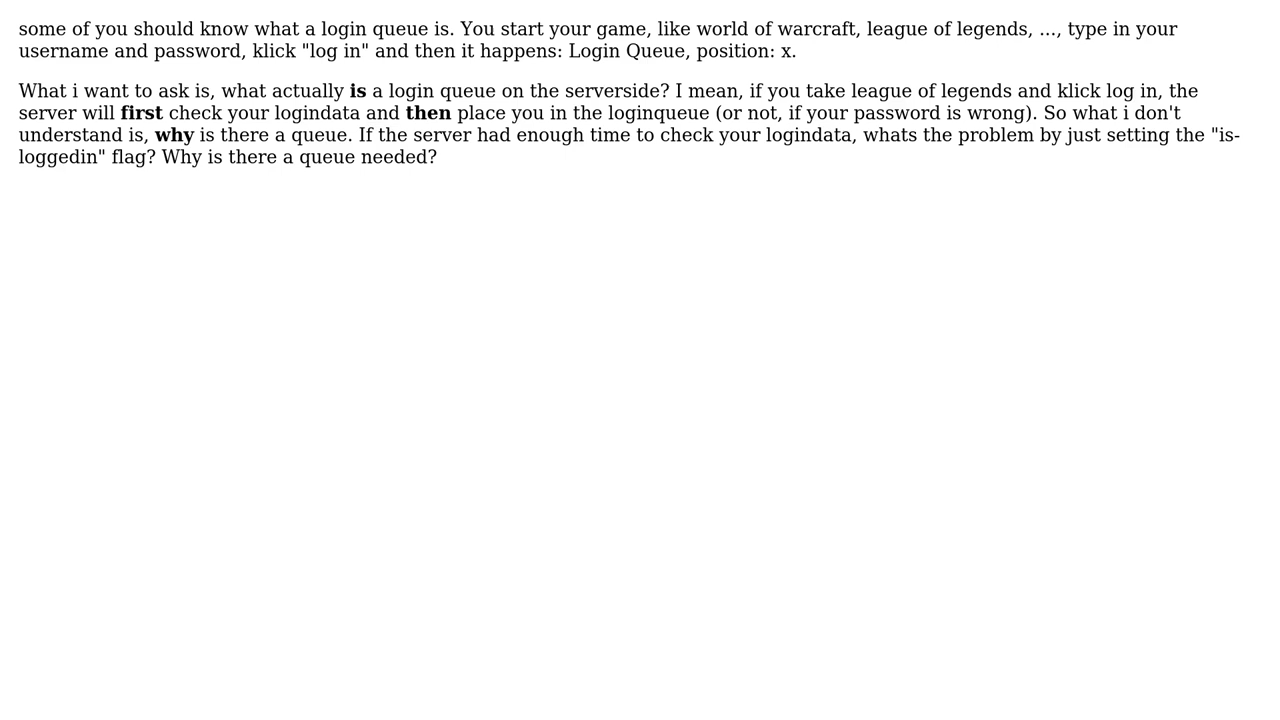 some of you should know what a login queue is. You start your game, like world of warcraft, league of legends, ..., type in your
username and password, klick "log in" and then it happens: Login Queue, position: x.
What i want to ask is, what actually is a login queue on the serverside? I mean, if you take league of legends and klick log in, the
server will first check your logindata and then place you in the loginqueue (or not, if your password is wrong). So what i don't
understand is, why is there a queue. If the server had enough time to check your logindata, whats the problem by just setting the "is-
loggedin" flag? Why is there a queue needed?